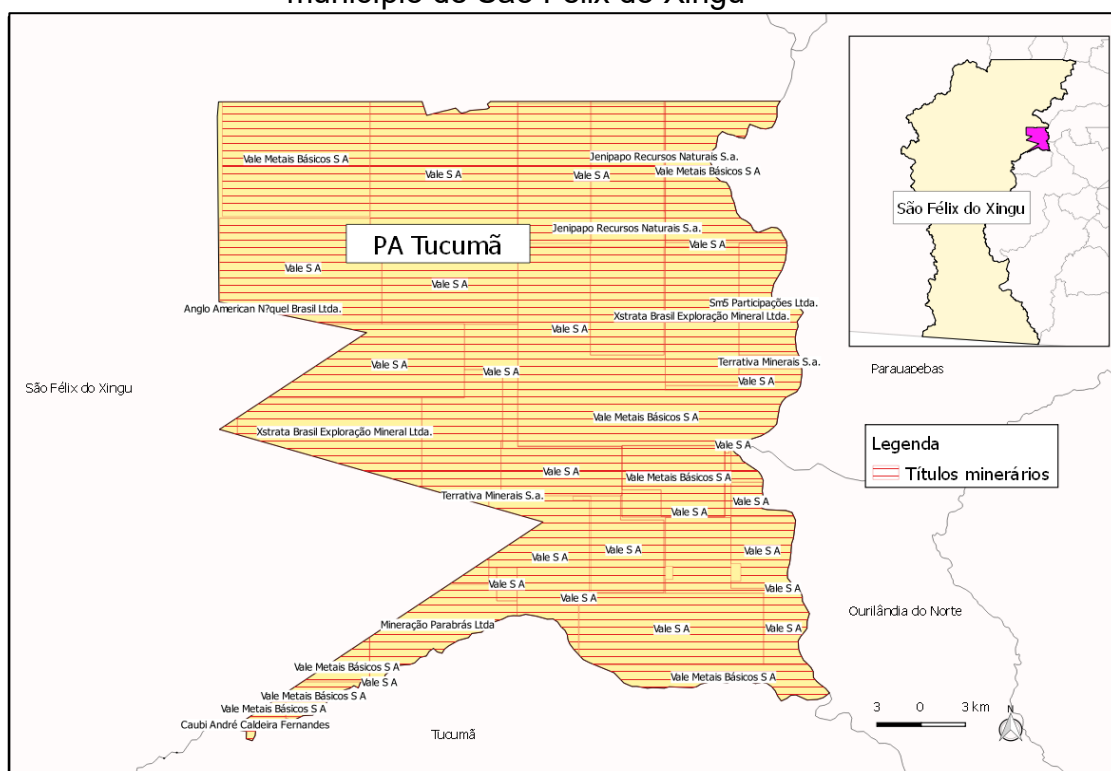 município de São Félix do Xingu
São Félix do Xingu
Vale Metais Básicos S A
Jenipapo Recursos Naturais S.a.
Vale S A
Vale S A
Vale Metais Básicos S A
Jenipapo Recursos Naturais S.a.
PA Tucumã
Vale S A
Vale S A
Vale S A
Anglo American N?quel Brasil Ltda.
Sm5 Participações Ltda.
Xstrata Brasil Exploração Mineral Ltda.
Vale S A
Vale S A
Terrativa Minerais S.a.
Vale S A
Vale S A
Parauapebas
São Félix do Xingu
Vale Metais Básicos S A
Xstrata Brasil Exploração Mineral Ltda.
Vale S A
Legenda
Títulos minerários
Vale S A
Vale Metais Básicos S A
Terrativa Minerais S.a.
Vale S A
Vale S A
Vale S A
Vale S A
Vale S A
Vale S A
Vale S A
Vale S A
Ourilândia do Norte
Mineração Parabrás Ltda
Vale S A
Vale S A
Vale Metais Básicos S A
Vale S A
Vale Metais Básicos S A
Vale Metais Básicos S A
Vale Metais Básicos S A
Caubi André Caldeira Fernandes
Tucumã
3 0 3 km
N